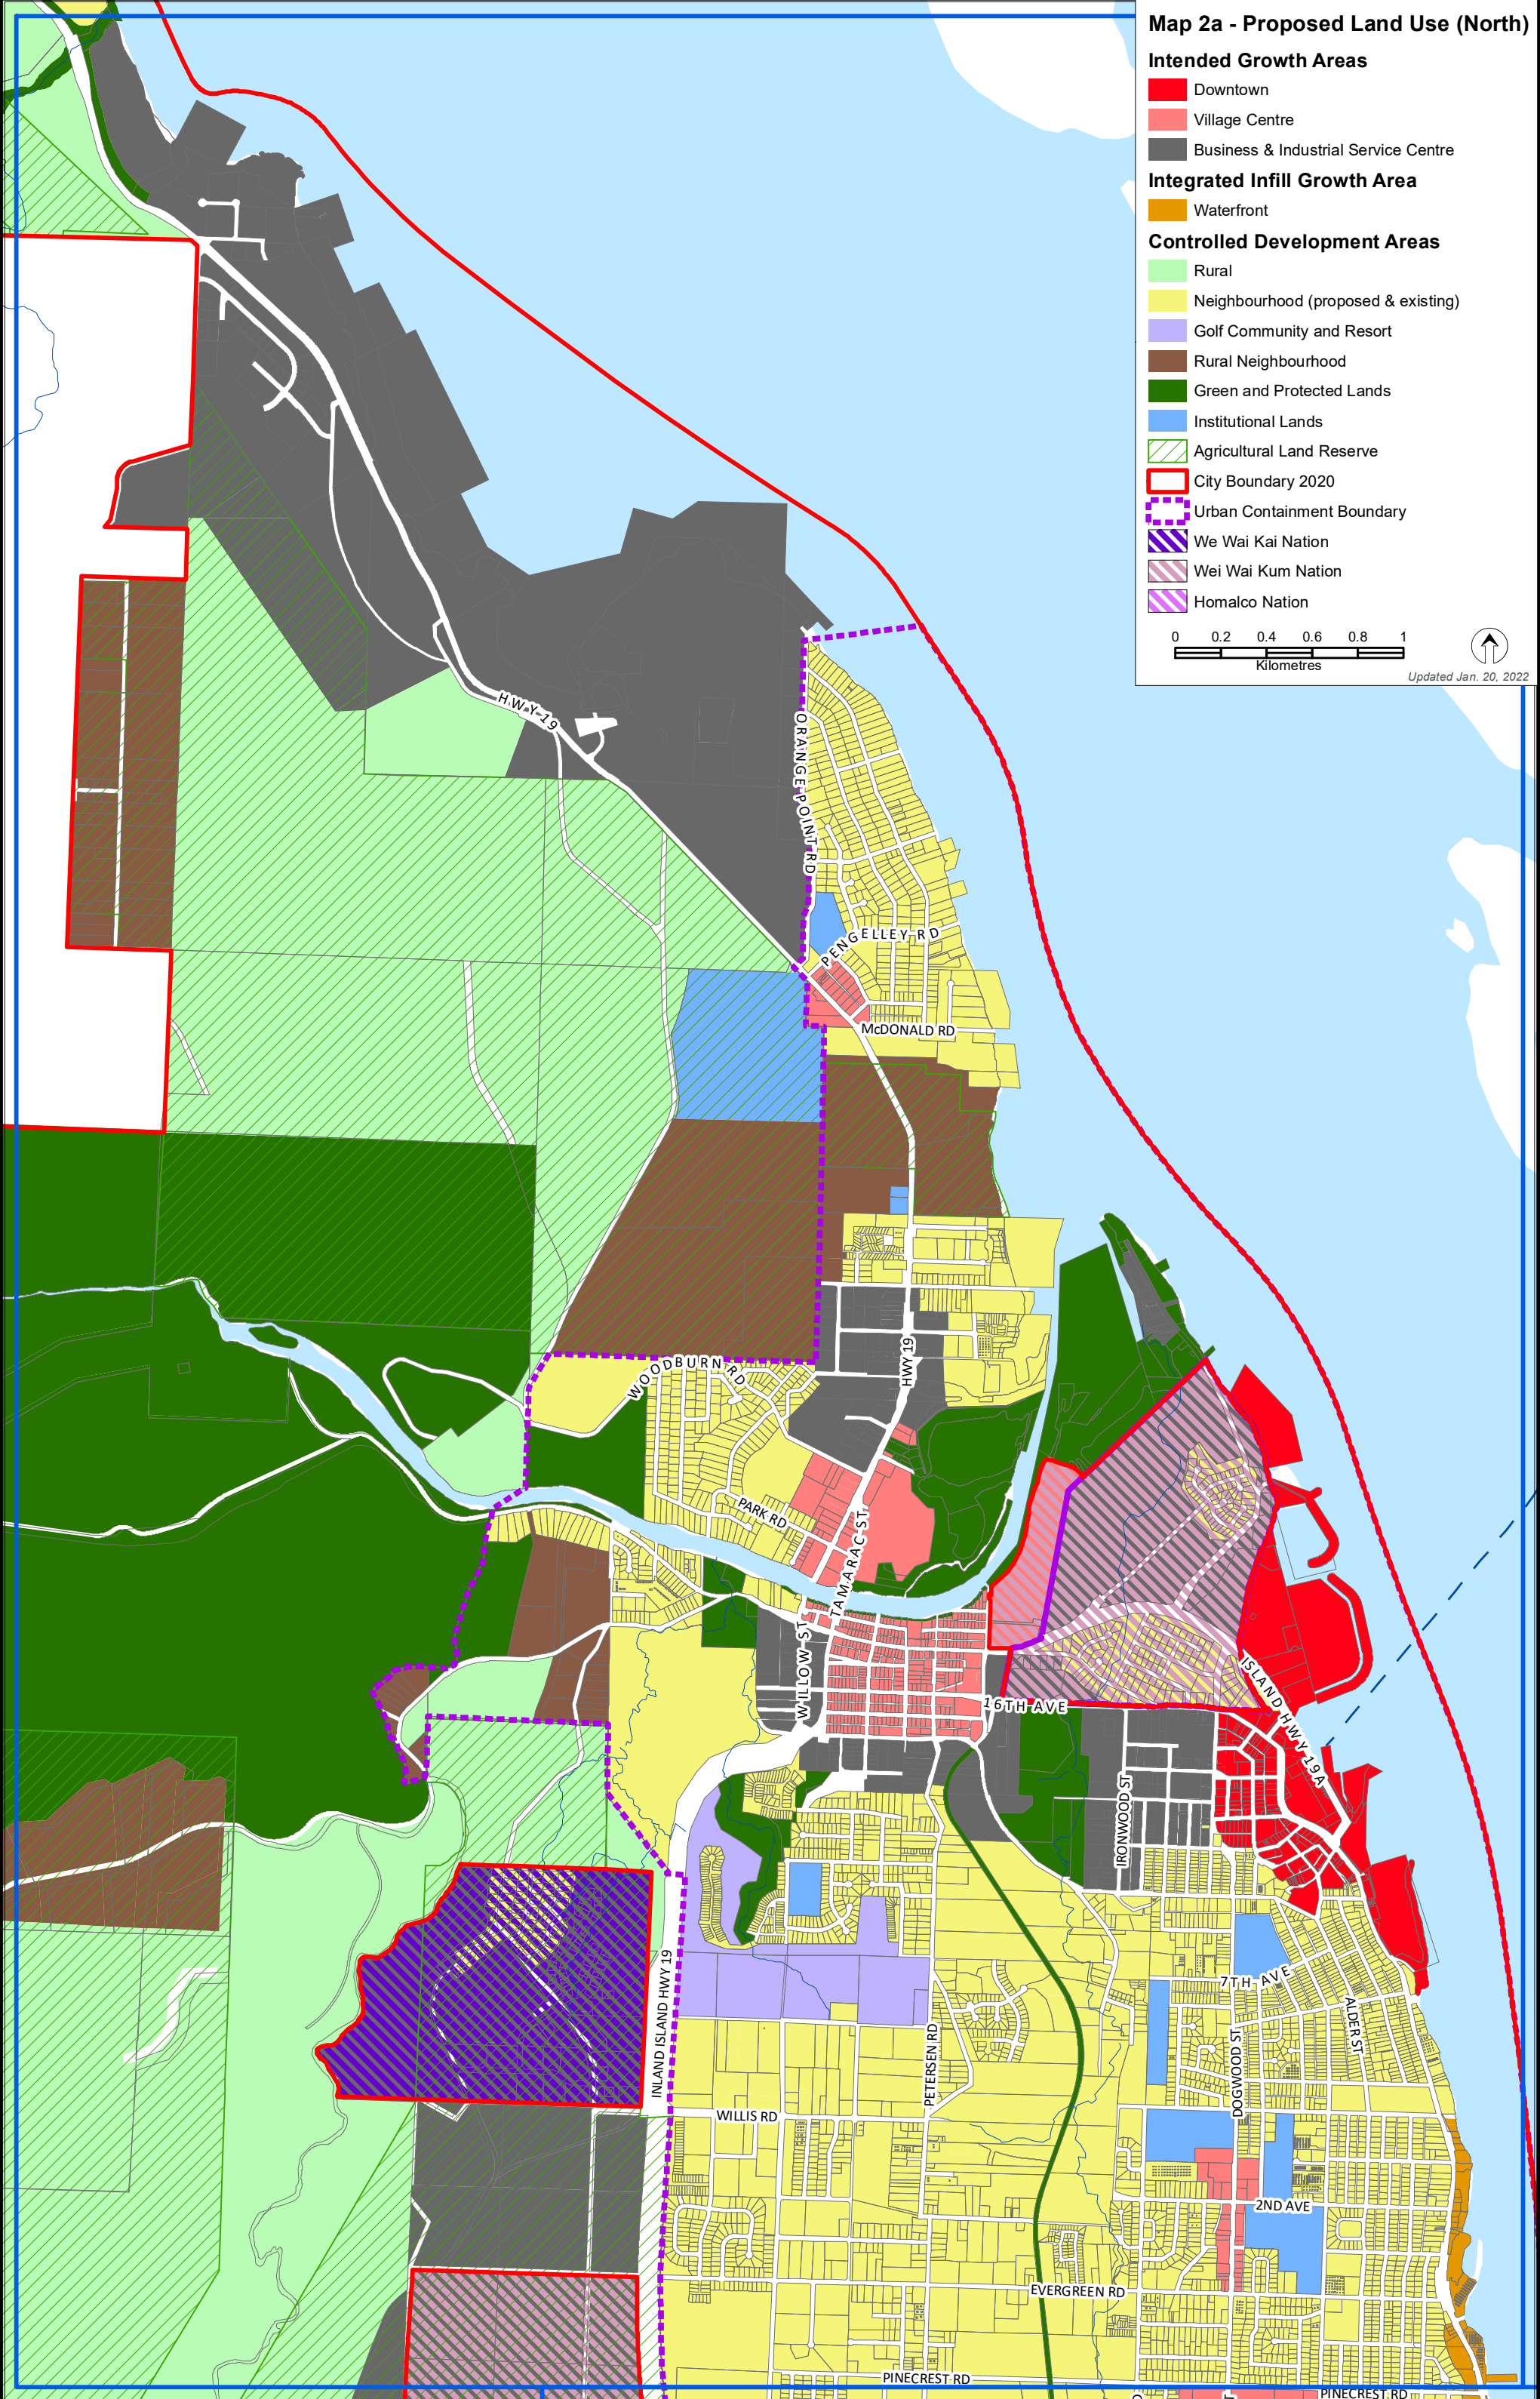 Map 2a - Proposed Land Use (North)
Intended Growth Areas
Downtown
Village Centre
Business & Industrial Service Centre
Integrated Infill Growth Area
Waterfront
Controlled Development Areas
Rural
Neighbourhood (proposed & existing)
Golf Community and Resort
Rural Neighbourhood
Green and Protected Lands
Institutional Lands
Agricultural Land Reserve
City Boundary 2020
Urban Containment Boundary
We Wai Kai Nation
Wei Wai Kum Nation
Homalco Nation
0 0.2 0.4 0.6 0.8 1
Kilometres
Updated Jan. 20, 2022
HWY 19
ORANGE POINT RD
PENGELLEY RD
McDONALD RD
HWY 19
WOODBURN RD
PARK RD
TAMARAC ST
WILLOW ST
16TH AVE
ISLAND HWY 19A
IRONWOOD ST
INLAND ISLAND HWY 19
7TH AVE
ALDER ST
PETERSEN RD
DOGWOOD ST
WILLIS RD
2ND AVE
EVERGREEN RD
PINECREST RD
PINECREST RD